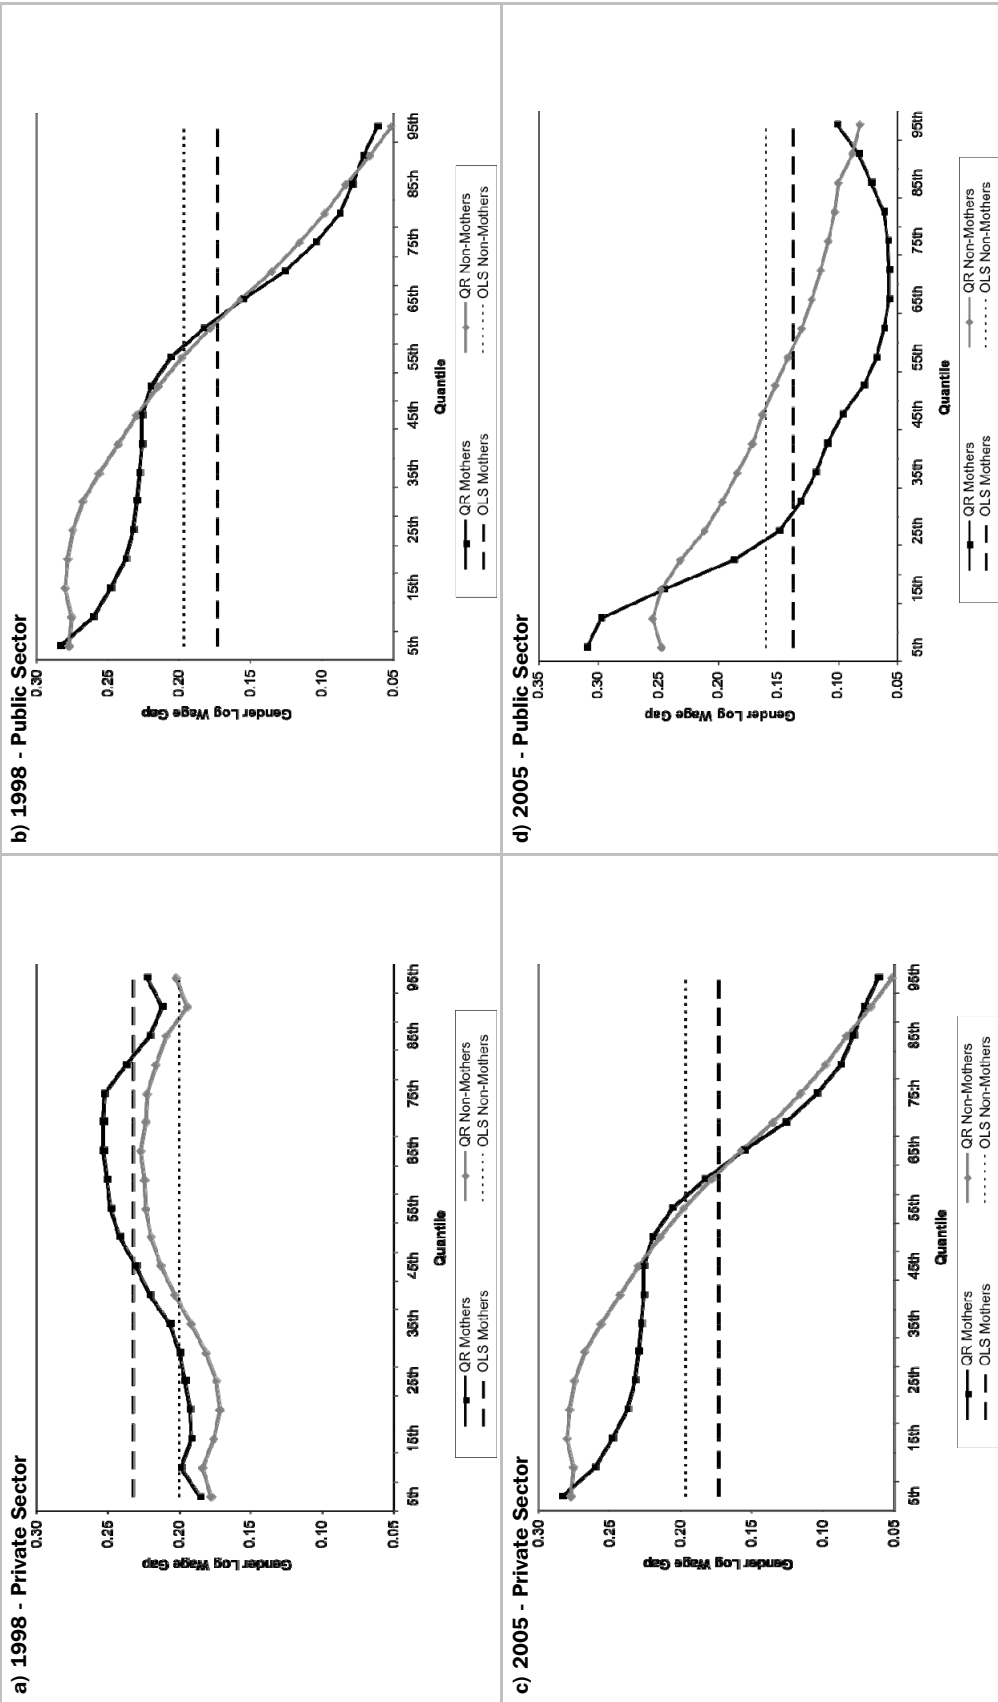 a) 1998 - Private Sector
0.30
0.25
0.20
0.15
0.10
0.05
Gender Log Wage Gap
5th 15th 25th 35th 45th 55th 65th 75th 85th 95th
Quantile
QR Mothers QR Non-Mothers
OLS Mothers OLS Non-Mothers
b) 1998 - Public Sector
0.30
0.25
0.20
0.15
0.10
0.05
Gender Log Wage Gap
5th 15th 25th 35th 45th 55th 65th 75th 85th 95th
Quantile
QR Mothers QR Non-Mothers
OLS Mothers OLS Non-Mothers
c) 2005 - Private Sector
0.30
0.25
0.20
0.15
0.10
0.05
Gender Log Wage Gap
5th 15th 25th 35th 45th 55th 65th 75th 85th 95th
Quantile
QR Mothers QR Non-Mothers
OLS Mothers OLS Non-Mothers
d) 2005 - Public Sector
0.35
0.30
0.25
0.20
0.15
0.10
0.05
Gender Log Wage Gap
5th 15th 25th 35th 45th 55th 65th 75th 85th 95th
Quantile
QR Mothers QR Non-Mothers
OLS Mothers OLS Non-Mothers